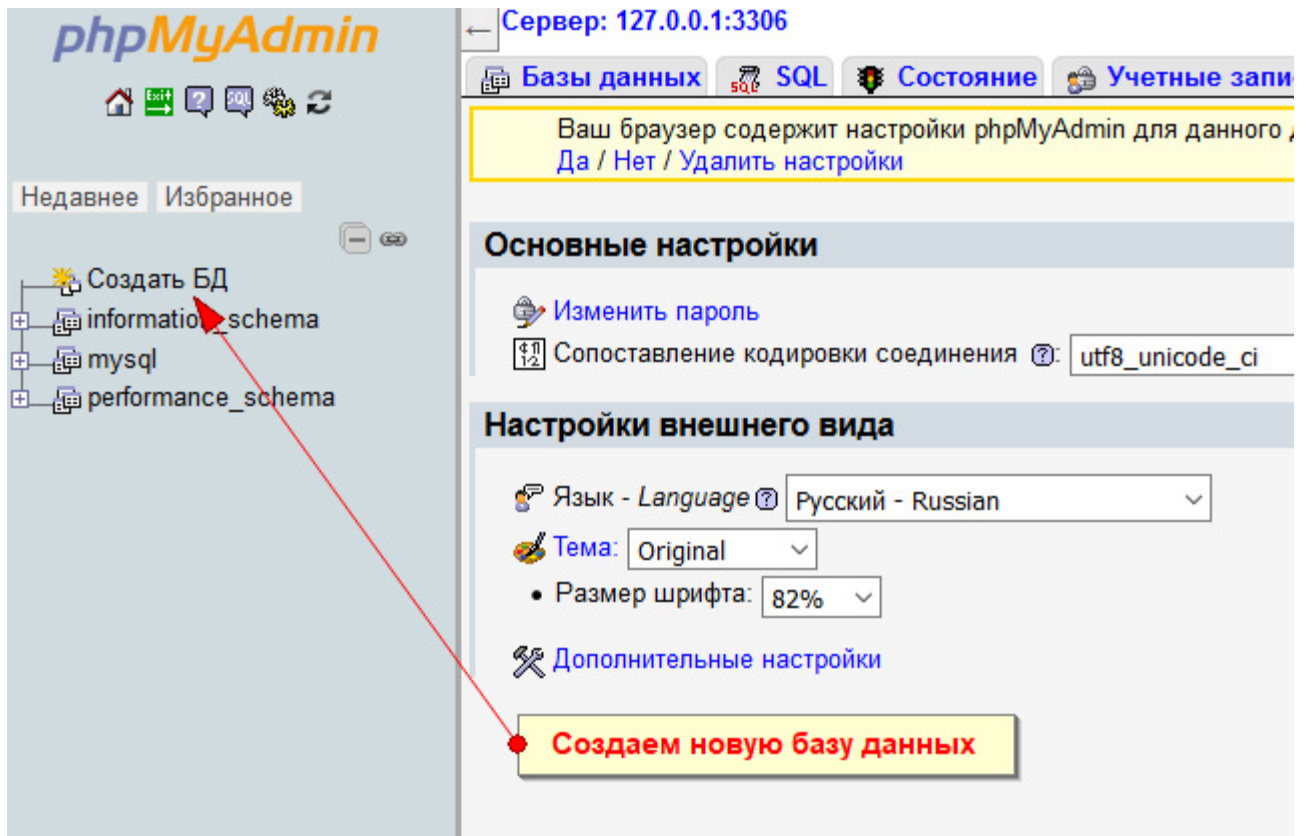 phpMyAdmin
Exit
SQL
Недавнее Избранное
Создать БД
information_schema
mysql
performance_schema
Сервер: 127.0.0.1:3306
Базы данных SQL Состояние Учетные запи
Ваш браузер содержит настройки phpMyAdmin для данного
Да / Нет / Удалить настройки
Основные настройки
Изменить пароль
Сопоставление кодировки соединения : utf8_unicode_ci
Настройки внешнего вида
Язык - Language Русский - Russian
Тема: Original
• Размер шрифта: 82%
Дополнительные настройки
Создаем новую базу данных